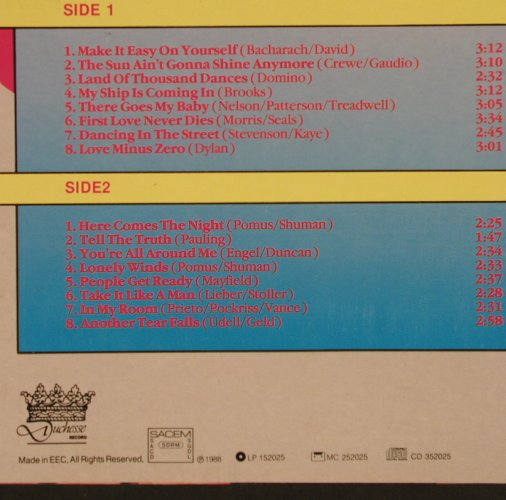 SIDE 1
1. Make It Easy On Yourself (Bacharach/David) 3:12
2. The Sun Ain't Gonna Shine Anymore (Crewe/Gaudio) 3:10
3. Land Of Thousand Dances (Domino) 2:32
4. My Ship Is Coming In (Brooks) 3:12
5. There Goes My Baby (Nelson/Patterson/Treadwell) 3:05
6. First Love Never Dies (Morris/Seals) 3:34
7. Dancing In The Street (Stevenson/Kaye) 2:45
8. Love Minus Zero (Dylan) 3:01
SIDE2
1. Here Comes The Night (Pomus/Shuman) 2:25
2. Tell The Truth (Pauling) 1:47
3. You're All Around Me (Engel/Duncan) 2:34
4. Lonely Winds (Pomus/Shuman) 2:33
5. People Get Ready (Mayfield) 2:37
6. Take It Like A Man (Lieber/Stoller) 2:28
7. In My Room (Prieto/Pockriss/Vance) 2:31
8. Another Tear Falls (Udell/Geld) 2:58
Duchesse
RECORD
SACEM
SACD SDRM SGDL
Made in EEC, All Rights Reserved. ℗ 1988 LP 152025 MC 252025 CD 352025